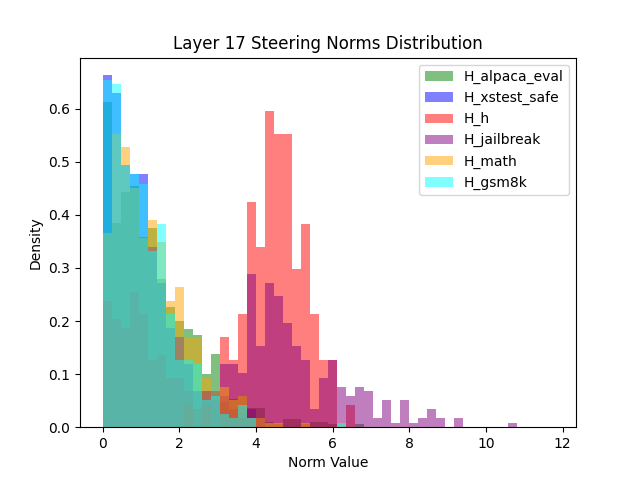 Layer 17 Steering Norms Distribution
H_alpaca_eval
H_xstest_safe
H_h
H_jailbreak
H_math
H_gsm8k
Density
0.6
0.5
0.4
0.3
0.2
0.1
0.0
0
2
4
6
8
10
12
Norm Value